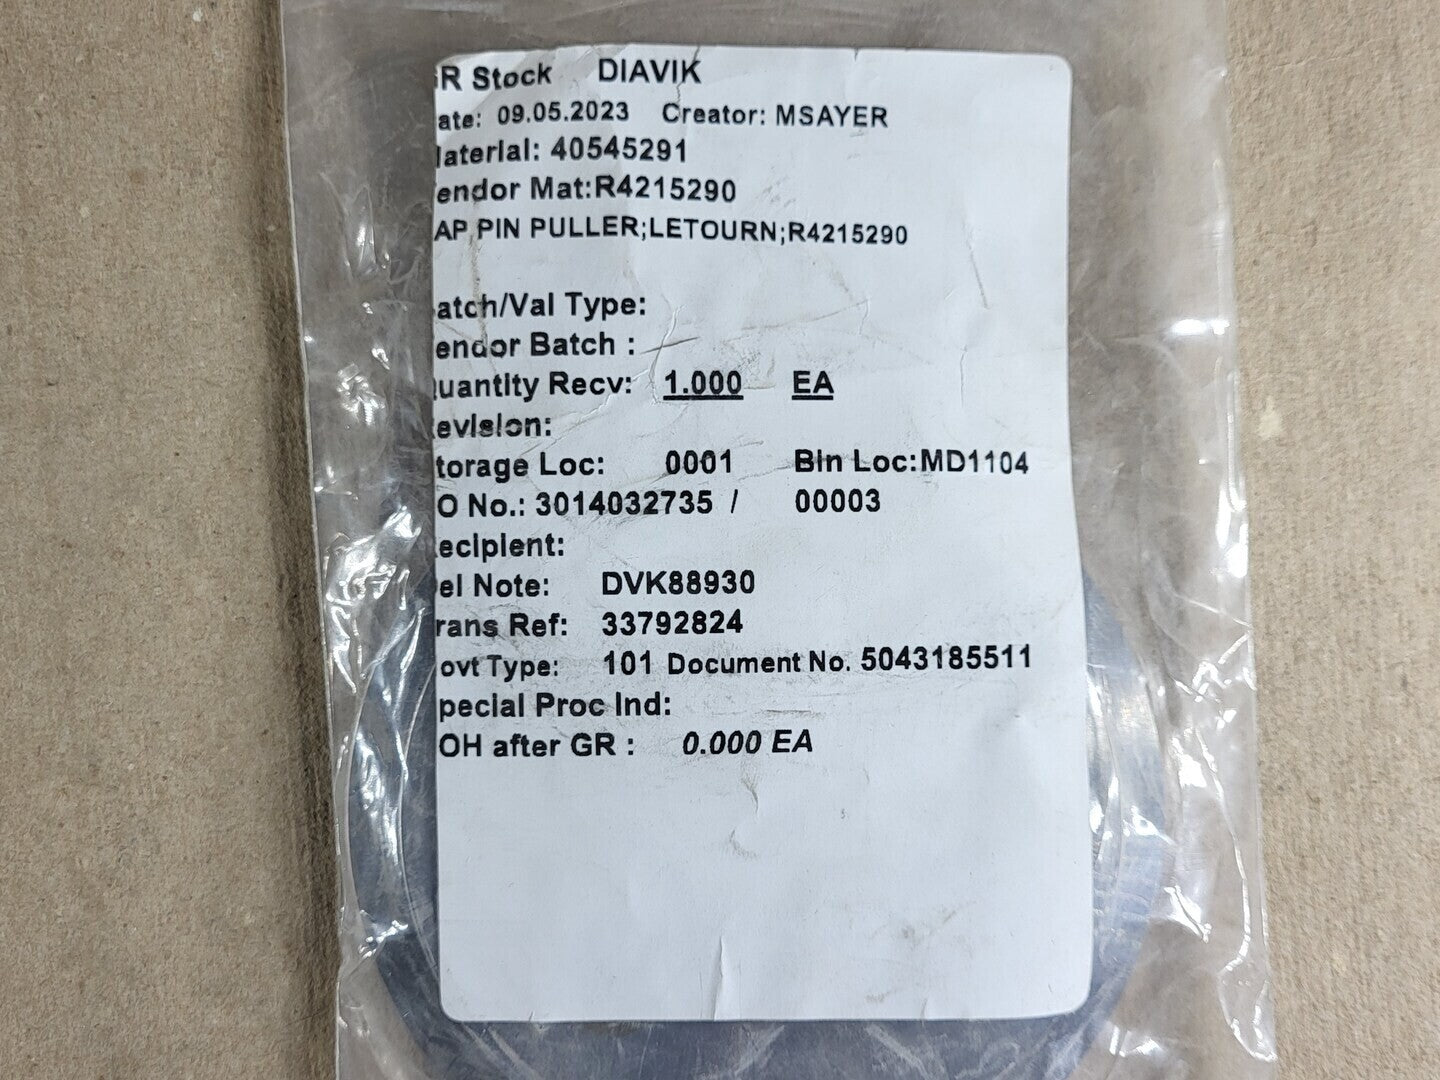 R Stock DIAVIK
ate: 09.05.2023 Creator: MSAYER
aterial: 40545291
endor Mat:R4215290
AP PIN PULLER;LETOURN;R4215290
atch/Val Type:
endor Batch :
uantity Recv: 1.000 EA
evision:
torage Loc: 0001 Bin Loc:MD1104
O No.: 3014032735 / 00003
ecipient:
el Note: DVK88930
rans Ref: 33792824
ovt Type: 101 Document No. 5043185511
pecial Proc Ind:
OH after GR : 0.000 EA